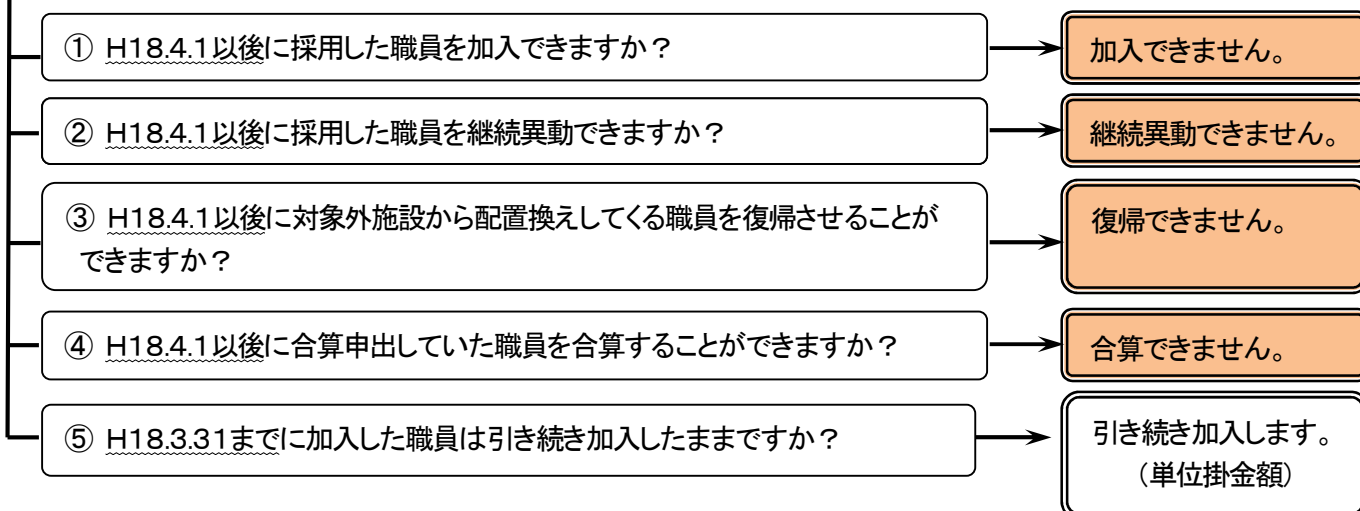 ① H18.4.1以後に採用した職員を加入できますか？
加入できません。
② H18.4.1以後に採用した職員を継続異動できますか？
継続異動できません。
③ H18.4.1以後に対象外施設から配置換えしてくる職員を復帰させることが
できますか？
復帰できません。
④ H18.4.1以後に合算申出していた職員を合算することができますか？
合算できません。
⑤ H18.3.31までに加入した職員は引き続き加入したままですか？
引き続き加入します。
（単位掛金額）